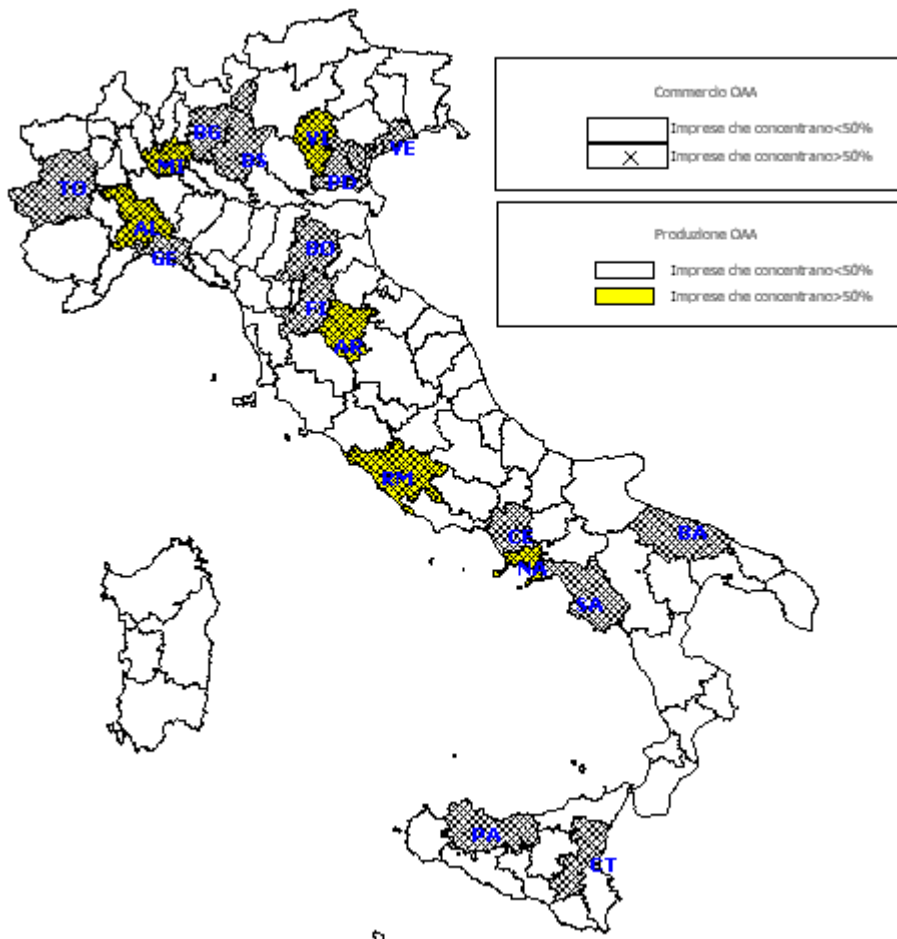 Commercio OAA
Imprese che concentrano<50%
Imprese che concentrano>50%
Produzione OAA
Imprese che concentrano<50%
Imprese che concentrano>50%
BG
VI
VE
MI
BS
PD
TO
AL
GE
BO
FI
AR
RM
CE
BA
NA
SA
PA
CT